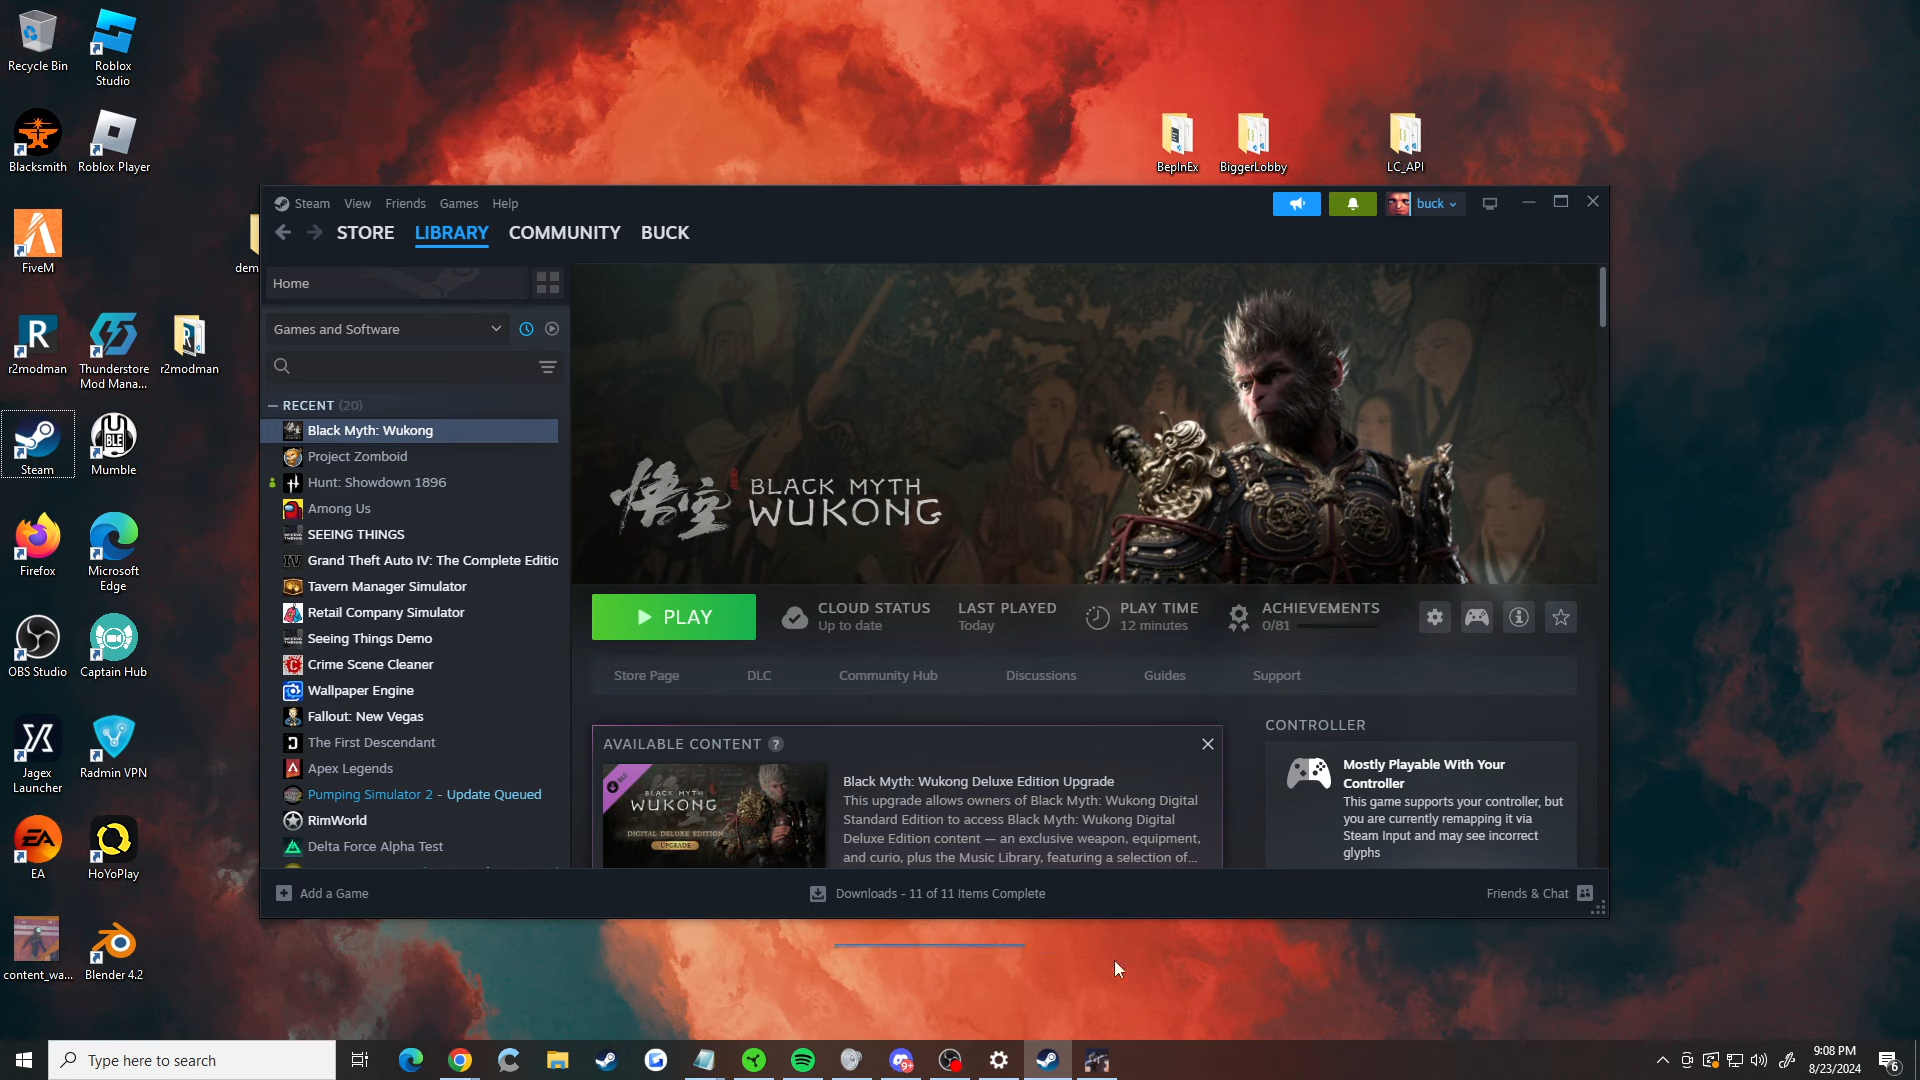 Recycle Bin
Roblox
Studio
Blacksmith
Roblox Player
BepInEx
BiggerLobby
LC_API
FiveM
dem
r2modman
Thunderstore
Mod Mana...
r2modman
Steam
Mumble
Firefox
Microsoft
Edge
OBS Studio
Captain Hub
Jagex
Launcher
Radmin VPN
EA
HoYoPlay
content_wa...
Blender 4.2
Steam View Friends Games Help
buck
STORE LIBRARY COMMUNITY BUCK
Home
Games and Software
RECENT (20)
Black Myth: Wukong
Project Zomboid
Hunt: Showdown 1896
Among Us
SEEING THINGS
Grand Theft Auto IV: The Complete Editio
Tavern Manager Simulator
Retail Company Simulator
Seeing Things Demo
Crime Scene Cleaner
Wallpaper Engine
Fallout: New Vegas
The First Descendant
Apex Legends
Pumping Simulator 2 - Update Queued
RimWorld
Delta Force Alpha Test
悟空
BLACK MYTH
WUKONG
PLAY
CLOUD STATUS
Up to date
LAST PLAYED
Today
PLAY TIME
12 minutes
ACHIEVEMENTS
0/81
Store Page DLC Community Hub Discussions Guides Support
AVAILABLE CONTENT ?
BLACK MYTH
WUKONG
DIGITAL DELUXE EDITION
UPGRADE
Black Myth: Wukong Deluxe Edition Upgrade
This upgrade allows owners of Black Myth: Wukong Digital
Standard Edition to access Black Myth: Wukong Digital
Deluxe Edition content — an exclusive weapon, equipment,
and curio, plus the Music Library, featuring a selection of...
CONTROLLER
Mostly Playable With Your
Controller
This game supports your controller, but
you are currently remapping it via
Steam Input and may see incorrect
glyphs
Add a Game
Downloads - 11 of 11 Items Complete
Friends & Chat
Type here to search
9+
9:08 PM
8/23/2024
6